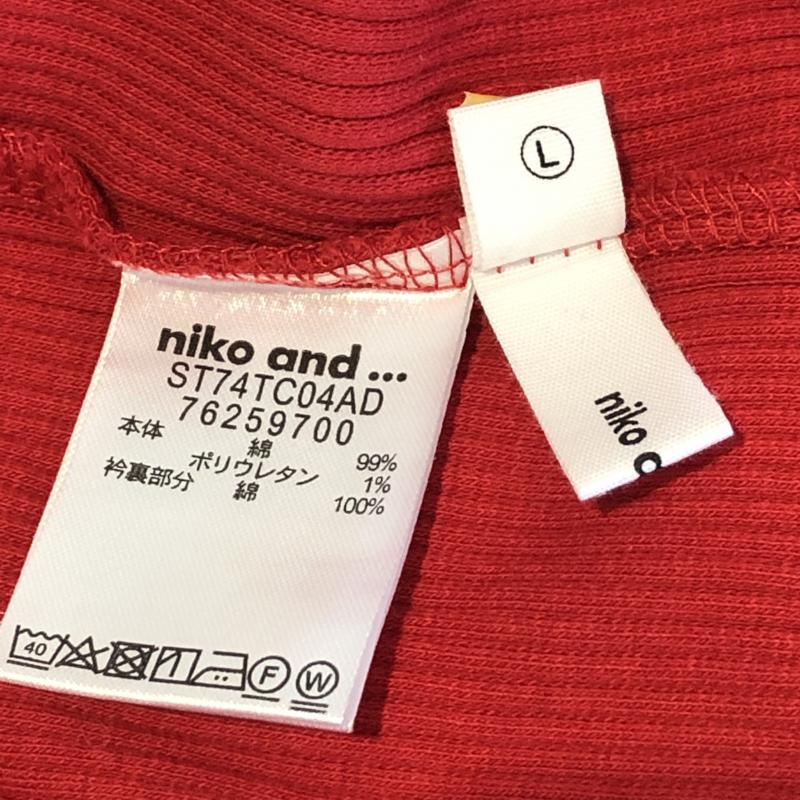 L
niko and ...
ST74TC04AD
76259700
本体 綿 99%
ポリウレタン 1%
衿裏部分 綿 100%
40 F W
niko a